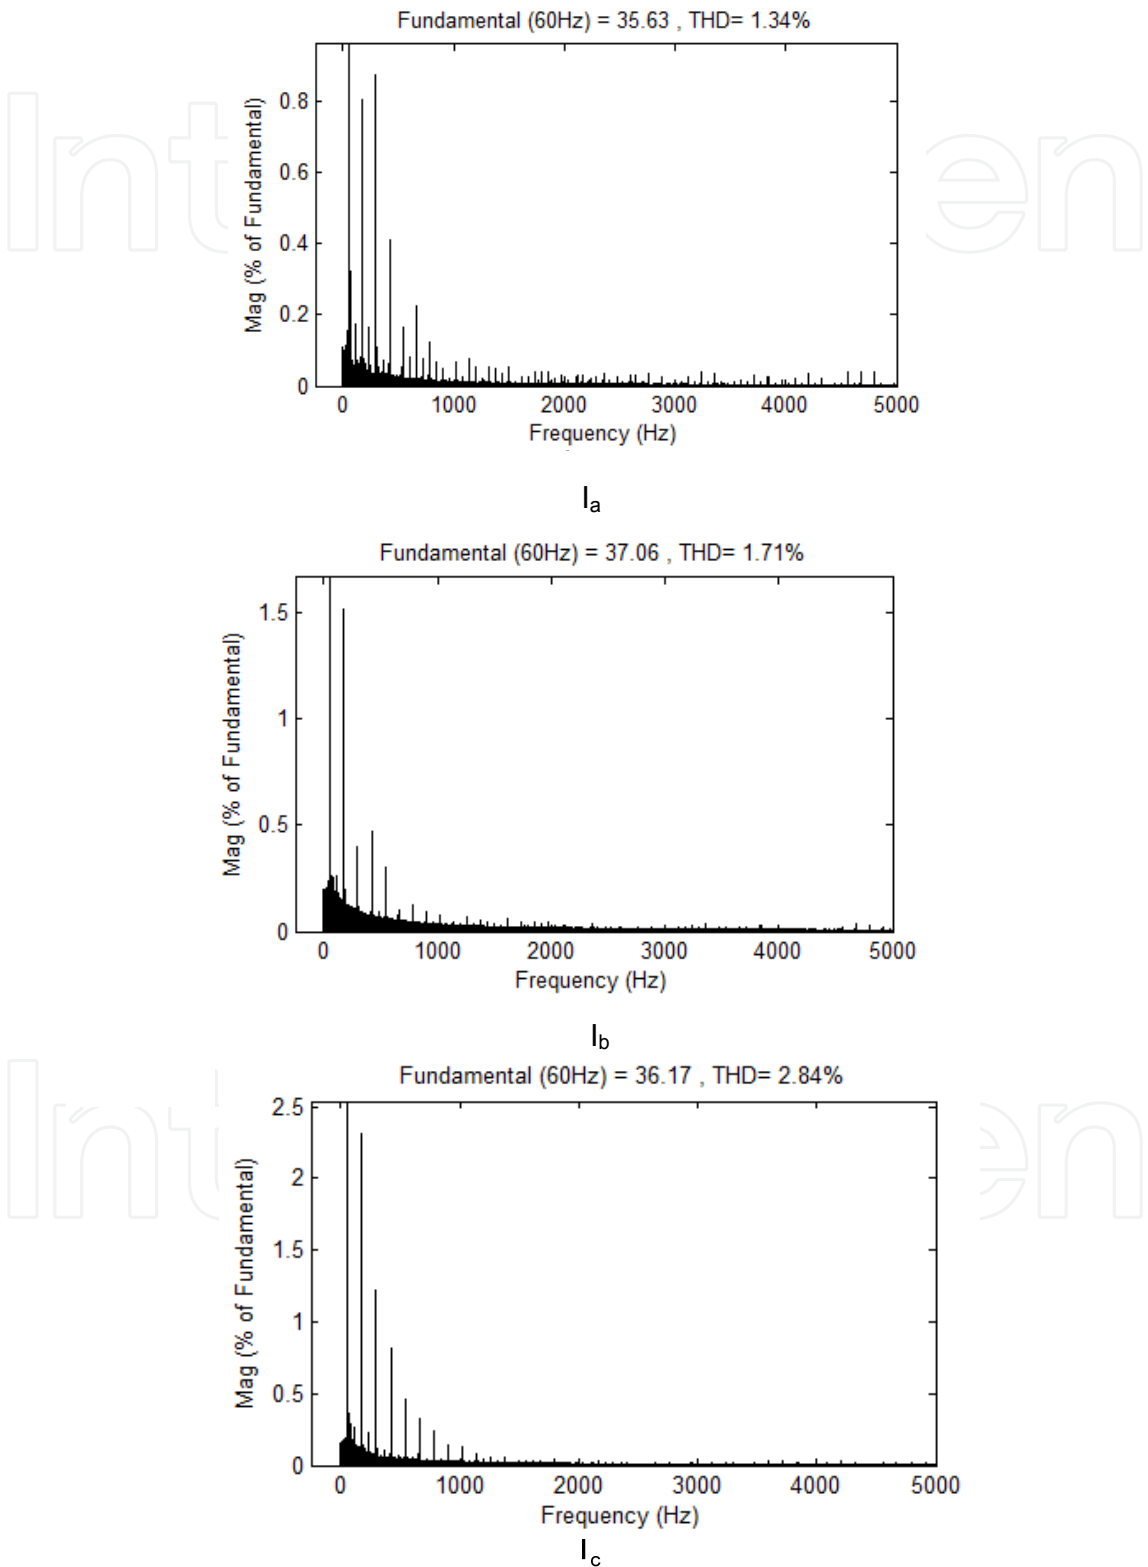 Fundamental (60Hz) = 35.63 , THD= 1.34%
Mag (% of Fundamental)
0.8
0.6
0.4
0.2
0
0 1000 2000 3000 4000 5000
Frequency (Hz)
Ia
Fundamental (60Hz) = 37.06 , THD= 1.71%
Mag (% of Fundamental)
1.5
1
0.5
0
0 1000 2000 3000 4000 5000
Frequency (Hz)
Ib
Fundamental (60Hz) = 36.17 , THD= 2.84%
Mag (% of Fundamental)
2.5
2
1.5
1
0.5
0
0 1000 2000 3000 4000 5000
Frequency (Hz)
Ic